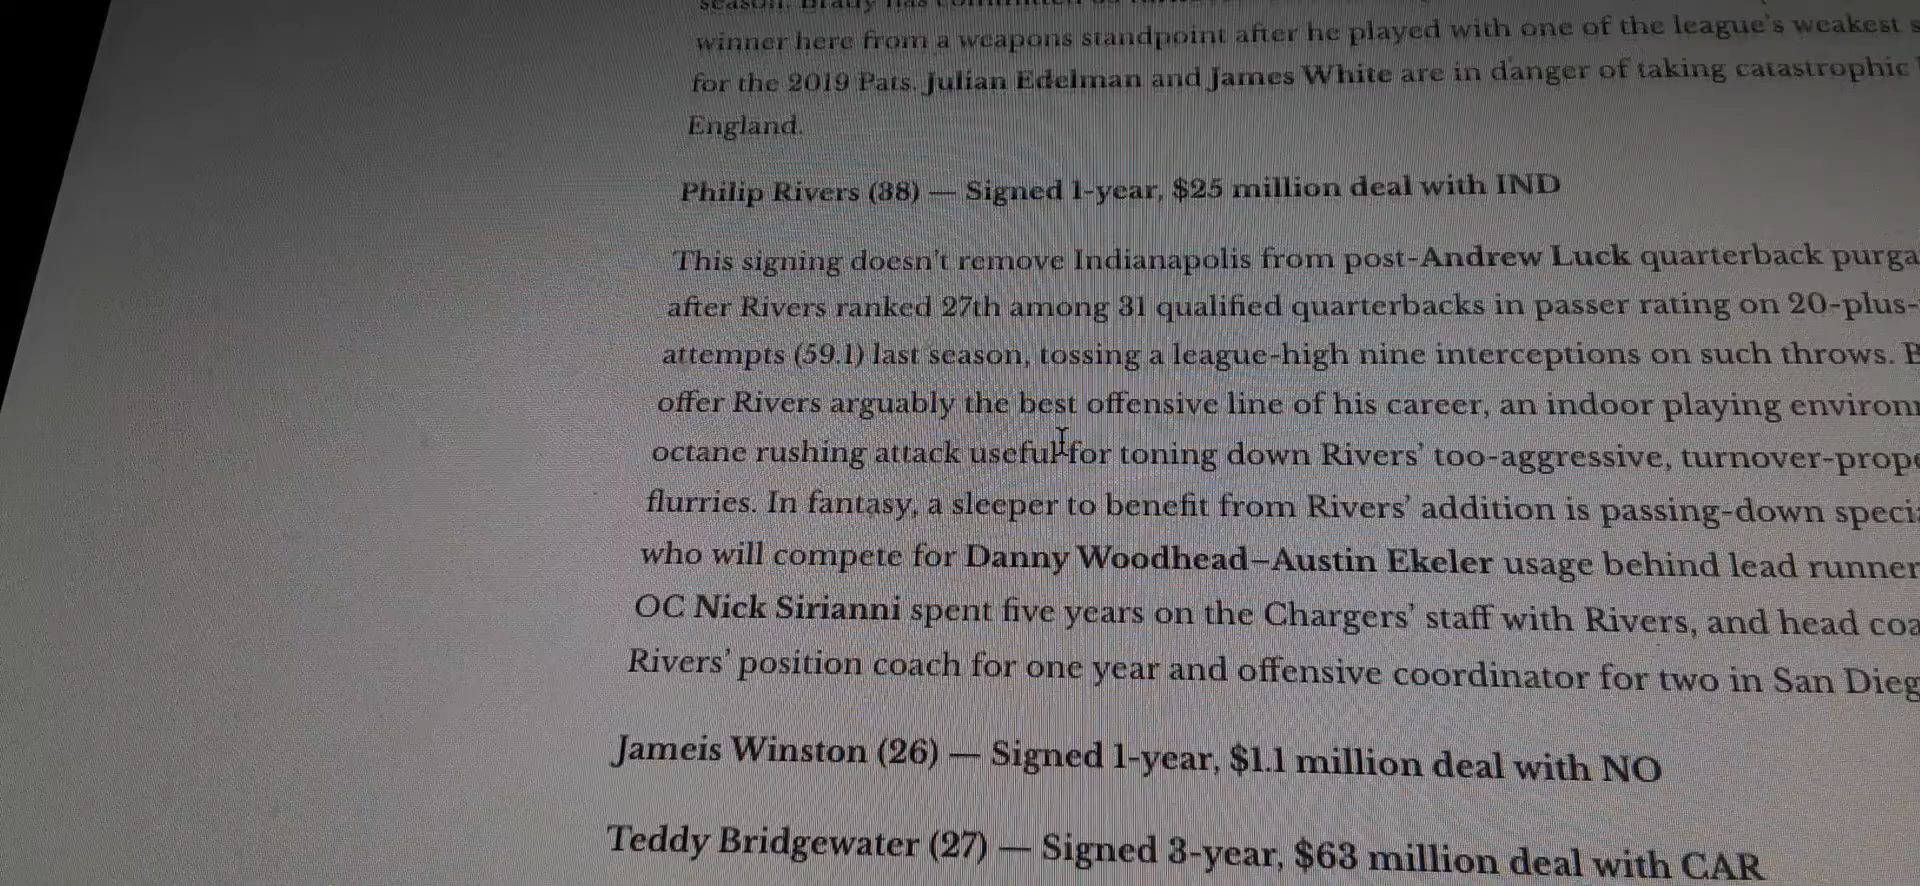 season. Brady has committed
winner here from a weapons standpoint after he played with one of the league's weakest
for the 2019 Pats. Julian Edelman and James White are in danger of taking catastrophic
England.
Philip Rivers (38) — Signed 1-year, $25 million deal with IND
This signing doesn't remove Indianapolis from post-Andrew Luck quarterback purga
after Rivers ranked 27th among 31 qualified quarterbacks in passer rating on 20-plus-
attempts (59.1) last season, tossing a league-high nine interceptions on such throws.
offer Rivers arguably the best offensive line of his career, an indoor playing environ
octane rushing attack useful for toning down Rivers' too-aggressive, turnover-prone
flurries. In fantasy, a sleeper to benefit from Rivers' addition is passing-down speci
who will compete for Danny Woodhead–Austin Ekeler usage behind lead runner
OC Nick Sirianni spent five years on the Chargers' staff with Rivers, and head coa
Rivers' position coach for one year and offensive coordinator for two in San Dieg
Jameis Winston (26) — Signed 1-year, $1.1 million deal with NO
Teddy Bridgewater (27) — Signed 3-year, $63 million deal with CAR